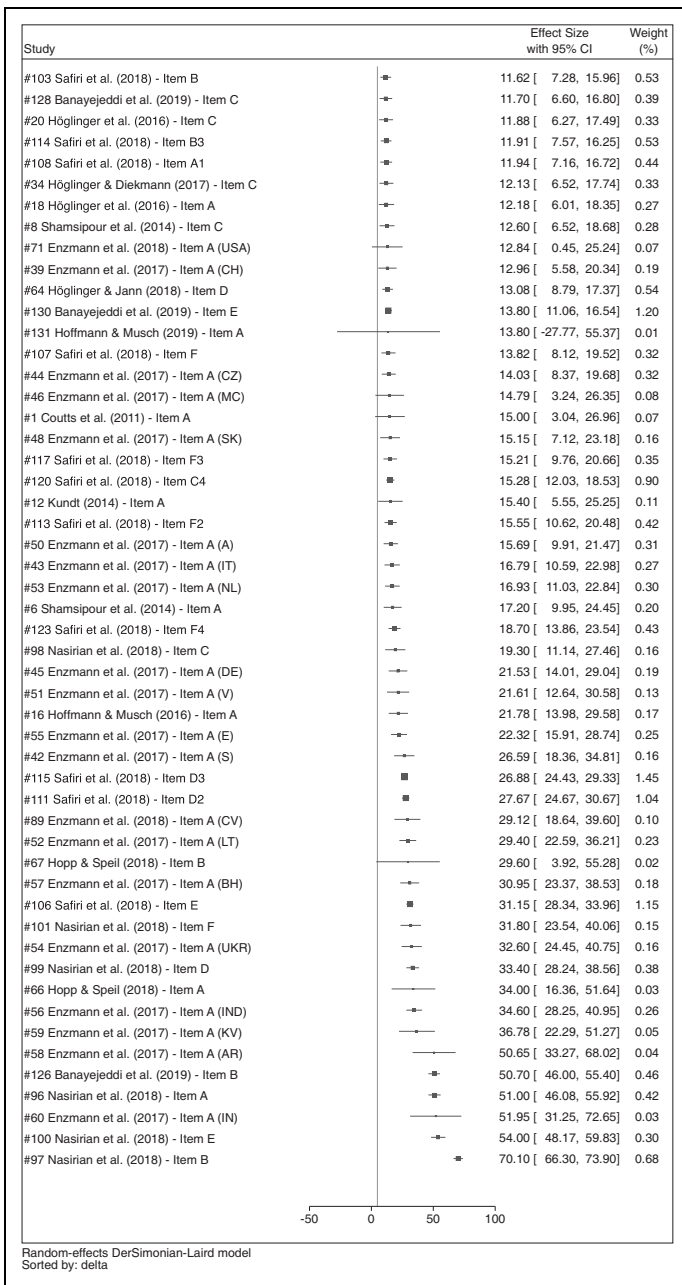 Effect Size Weight
Study with 95% CI (%)
#103 Safiri et al. (2018) - Item B 11.62 [ 7.28, 15.96] 0.53
#128 Banayejeddi et al. (2019) - Item C 11.70 [ 6.60, 16.80] 0.39
#20 Höglinger et al. (2016) - Item C 11.88 [ 6.27, 17.49] 0.33
#114 Safiri et al. (2018) - Item B3 11.91 [ 7.57, 16.25] 0.53
#108 Safiri et al. (2018) - Item A1 11.94 [ 7.16, 16.72] 0.44
#34 Höglinger & Diekmann (2017) - Item C 12.13 [ 6.52, 17.74] 0.33
#18 Höglinger et al. (2016) - Item A 12.18 [ 6.01, 18.35] 0.27
#8 Shamsipour et al. (2014) - Item C 12.60 [ 6.52, 18.68] 0.28
#71 Enzmann et al. (2018) - Item A (USA) 12.84 [ 0.45, 25.24] 0.07
#39 Enzmann et al. (2017) - Item A (CH) 12.96 [ 5.58, 20.34] 0.19
#64 Höglinger & Jann (2018) - Item D 13.08 [ 8.79, 17.37] 0.54
#130 Banayejeddi et al. (2019) - Item E 13.80 [ 11.06, 16.54] 1.20
#131 Hoffmann & Musch (2019) - Item A 13.80 [ -27.77, 55.37] 0.01
#107 Safiri et al. (2018) - Item F 13.82 [ 8.12, 19.52] 0.32
#44 Enzmann et al. (2017) - Item A (CZ) 14.03 [ 8.37, 19.68] 0.32
#46 Enzmann et al. (2017) - Item A (MC) 14.79 [ 3.24, 26.35] 0.08
#1 Coutts et al. (2011) - Item A 15.00 [ 3.04, 26.96] 0.07
#48 Enzmann et al. (2017) - Item A (SK) 15.15 [ 7.12, 23.18] 0.16
#117 Safiri et al. (2018) - Item F3 15.21 [ 9.76, 20.66] 0.35
#120 Safiri et al. (2018) - Item C4 15.28 [ 12.03, 18.53] 0.90
#12 Kundt (2014) - Item A 15.40 [ 5.55, 25.25] 0.11
#113 Safiri et al. (2018) - Item F2 15.55 [ 10.62, 20.48] 0.42
#50 Enzmann et al. (2017) - Item A (A) 15.69 [ 9.91, 21.47] 0.31
#43 Enzmann et al. (2017) - Item A (IT) 16.79 [ 10.59, 22.98] 0.27
#53 Enzmann et al. (2017) - Item A (NL) 16.93 [ 11.03, 22.84] 0.30
#6 Shamsipour et al. (2014) - Item A 17.20 [ 9.95, 24.45] 0.20
#123 Safiri et al. (2018) - Item F4 18.70 [ 13.86, 23.54] 0.43
#98 Nasirian et al. (2018) - Item C 19.30 [ 11.14, 27.46] 0.16
#45 Enzmann et al. (2017) - Item A (DE) 21.53 [ 14.01, 29.04] 0.19
#51 Enzmann et al. (2017) - Item A (V) 21.61 [ 12.64, 30.58] 0.13
#16 Hoffmann & Musch (2016) - Item A 21.78 [ 13.98, 29.58] 0.17
#55 Enzmann et al. (2017) - Item A (E) 22.32 [ 15.91, 28.74] 0.25
#42 Enzmann et al. (2017) - Item A (S) 26.59 [ 18.36, 34.81] 0.16
#115 Safiri et al. (2018) - Item D3 26.88 [ 24.43, 29.33] 1.45
#111 Safiri et al. (2018) - Item D2 27.67 [ 24.67, 30.67] 1.04
#89 Enzmann et al. (2018) - Item A (CV) 29.12 [ 18.64, 39.60] 0.10
#52 Enzmann et al. (2017) - Item A (LT) 29.40 [ 22.59, 36.21] 0.23
#67 Hopp & Speil (2018) - Item B 29.60 [ 3.92, 55.28] 0.02
#57 Enzmann et al. (2017) - Item A (BH) 30.95 [ 23.37, 38.53] 0.18
#106 Safiri et al. (2018) - Item E 31.15 [ 28.34, 33.96] 1.15
#101 Nasirian et al. (2018) - Item F 31.80 [ 23.54, 40.06] 0.15
#54 Enzmann et al. (2017) - Item A (UKR) 32.60 [ 24.45, 40.75] 0.16
#99 Nasirian et al. (2018) - Item D 33.40 [ 28.24, 38.56] 0.38
#66 Hopp & Speil (2018) - Item A 34.00 [ 16.36, 51.64] 0.03
#56 Enzmann et al. (2017) - Item A (IND) 34.60 [ 28.25, 40.95] 0.26
#59 Enzmann et al. (2017) - Item A (KV) 36.78 [ 22.29, 51.27] 0.05
#58 Enzmann et al. (2017) - Item A (AR) 50.65 [ 33.27, 68.02] 0.04
#126 Banayejeddi et al. (2019) - Item B 50.70 [ 46.00, 55.40] 0.46
#96 Nasirian et al. (2018) - Item A 51.00 [ 46.08, 55.92] 0.42
#60 Enzmann et al. (2017) - Item A (IN) 51.95 [ 31.25, 72.65] 0.03
#100 Nasirian et al. (2018) - Item E 54.00 [ 48.17, 59.83] 0.30
#97 Nasirian et al. (2018) - Item B 70.10 [ 66.30, 73.90] 0.68
-50 0 50 100
Random-effects DerSimonian-Laird model
Sorted by: delta